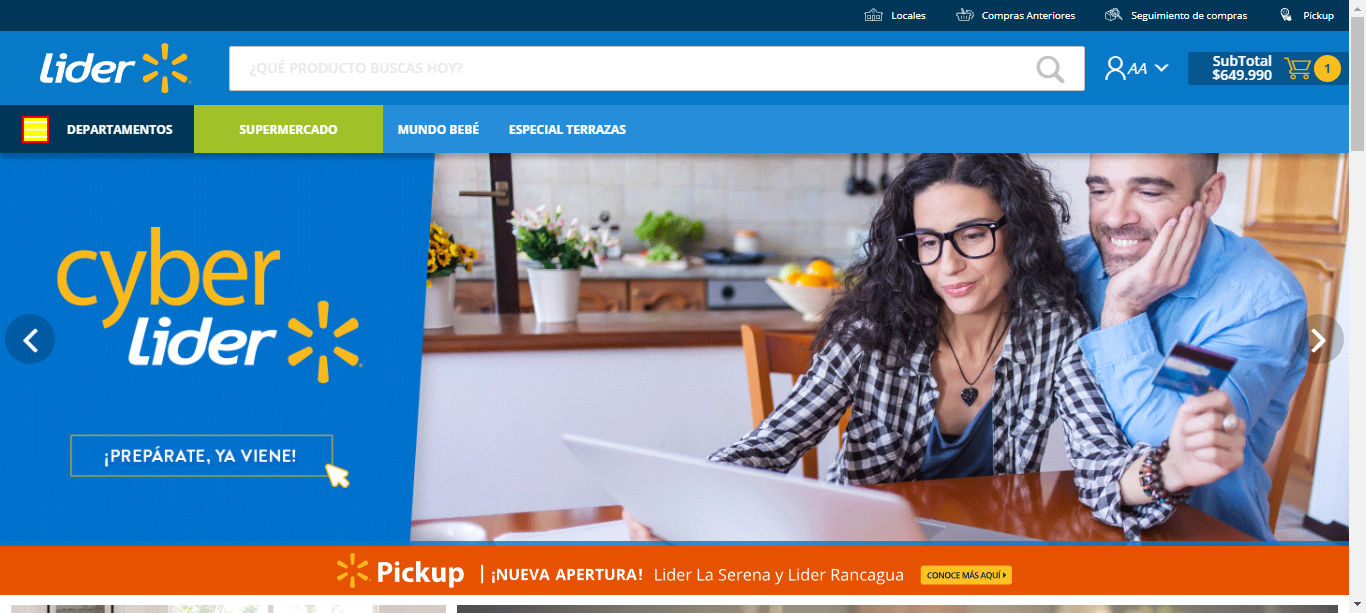 Locales
Compras Anteriores
Seguimiento de compras
Pickup
Lider
¿QUÉ PRODUCTO BUSCAS HOY?
AA
SubTotal
$649.990
1
DEPARTAMENTOS
SUPERMERCADO
MUNDO BEBÉ
ESPECIAL TERRAZAS
cyber
Lider
¡PREPÁRATE, YA VIENE!
Pickup | ¡NUEVA APERTURA! Lider La Serena y Lider Rancagua
CONOCE MÁS AQUÍ